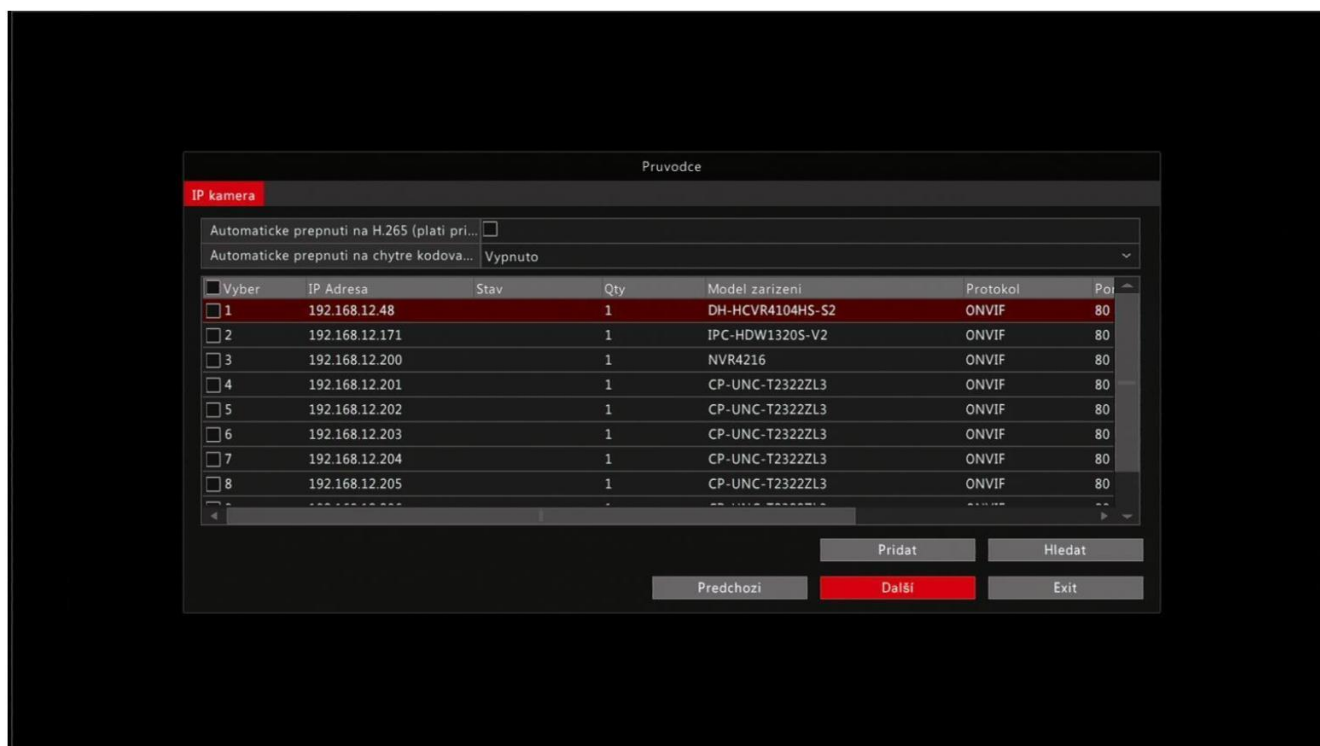 Pruvodce
IP kamera
Automaticke prepnuti na H.265 (plati pri...
Automaticke prepnuti na chytre kodova... Vypnuto
Vyber IP Adresa Stav Qty Model zarizeni Protokol Por
1 192.168.12.48 1 DH-HCVR4104HS-S2 ONVIF 80
2 192.168.12.171 1 IPC-HDW1320S-V2 ONVIF 80
3 192.168.12.200 1 NVR4216 ONVIF 80
4 192.168.12.201 1 CP-UNC-T2322ZL3 ONVIF 80
5 192.168.12.202 1 CP-UNC-T2322ZL3 ONVIF 80
6 192.168.12.203 1 CP-UNC-T2322ZL3 ONVIF 80
7 192.168.12.204 1 CP-UNC-T2322ZL3 ONVIF 80
8 192.168.12.205 1 CP-UNC-T2322ZL3 ONVIF 80
Pridat Hledat
Predchozi Další Exit